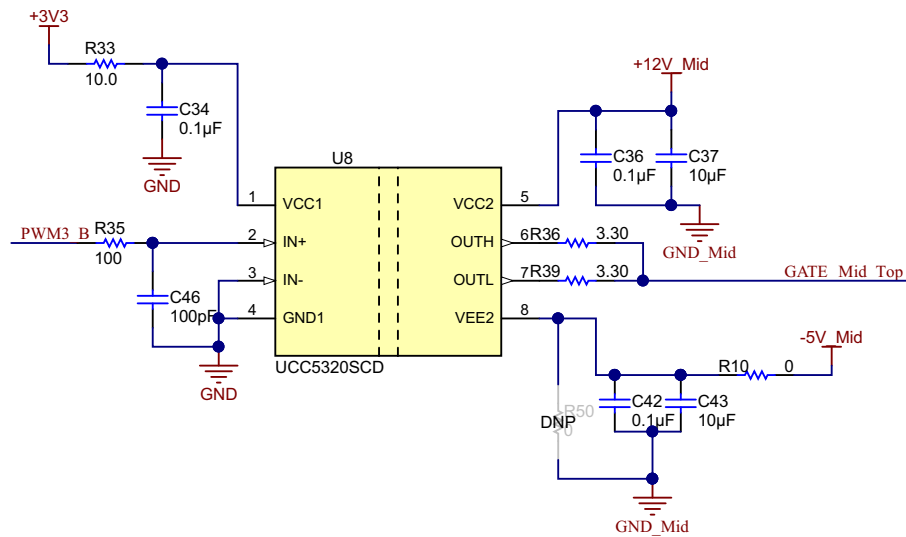 +3V3
R33
10.0
C34
0.1µF
GND
+12V_Mid
C36
0.1µF
C37
10µF
GND_Mid
U8
1
VCC1
VCC2
5
PWM3_B
R35
100
2
IN+
OUTH
6
R36
3.30
3
IN-
OUTL
7
R39
3.30
GATE_Mid_Top
4
GND1
VEE2
8
C46
100pF
GND
UCC5320SCD
-5V_Mid
R10
0
C42
0.1µF
C43
10µF
R50
0
DNP
GND_Mid